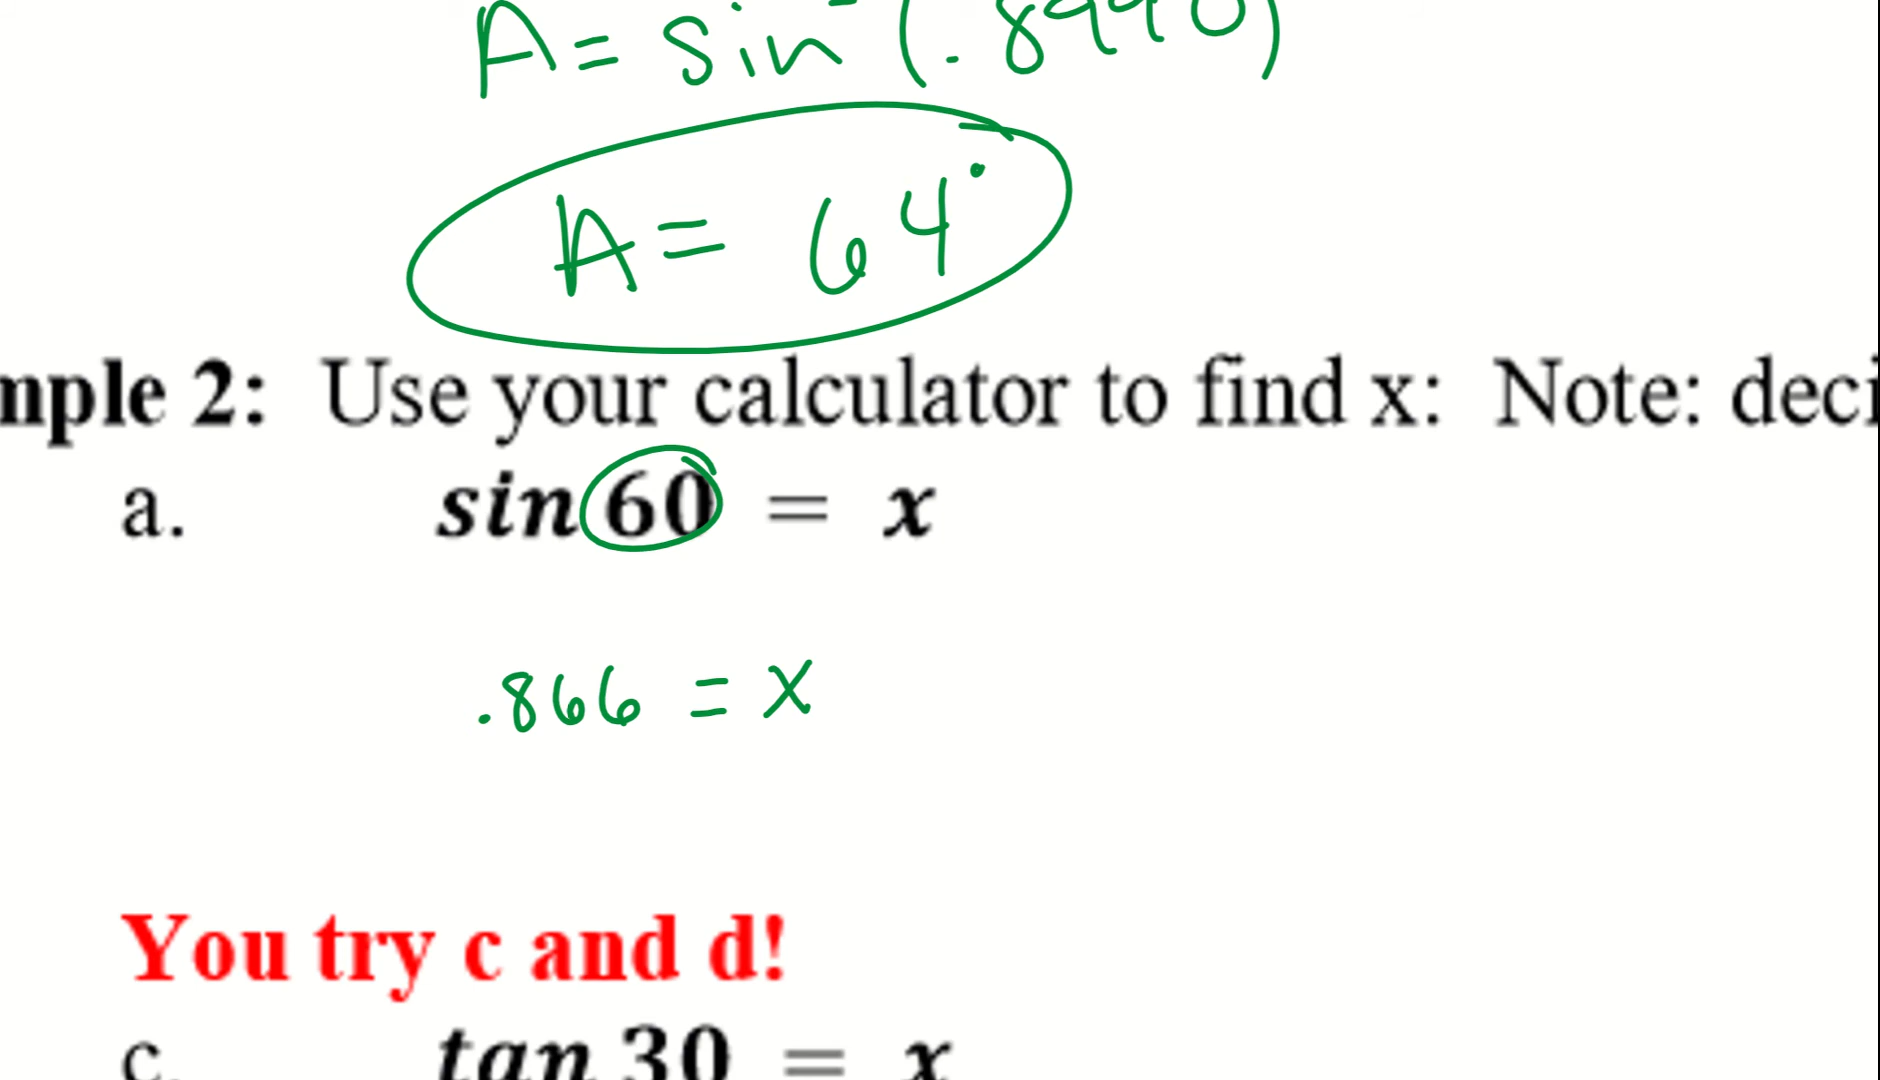 A = sin⁻(.8990)
A = 64°
mple 2: Use your calculator to find x: Note: deci
a. sin 60 = x
.866 = x
You try c and d!
c. tan 30 = x